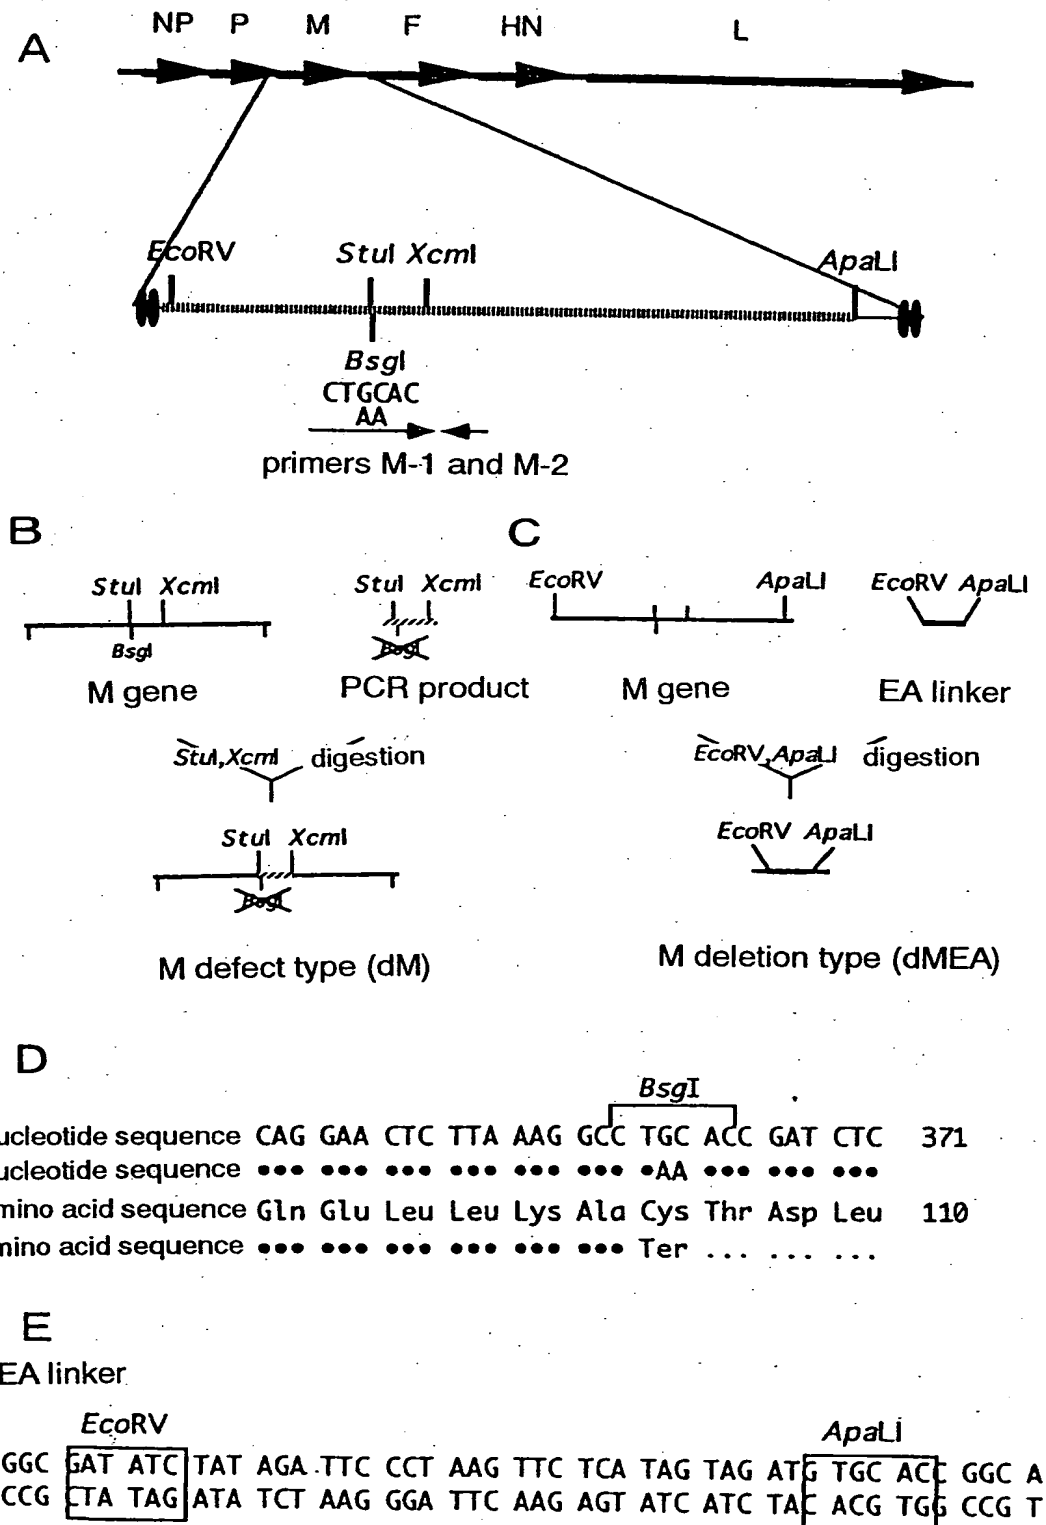 A
NP P M F HN L
EcoRV StuI XcmI ApaLI
BsgI
CTGCAC
AA
primers M-1 and M-2
B
StuI XcmI StuI XcmI
BsgI BsgI
M gene PCR product
StuI,XcmI digestion
StuI XcmI
BsgI
M defect type (dM)
C
EcoRV ApaLI EcoRV ApaLI
M gene EA linker
EcoRV,ApaLI digestion
EcoRV ApaLI
M deletion type (dMEA)
D
BsgI
ucleotide sequence CAG GAA CTC TTA AAG GCC TGC ACC GAT CTC 371
ucleotide sequence ••• ••• ••• ••• ••• ••• •AA ••• ••• •••
mino acid sequence Gln Glu Leu Leu Lys Ala Cys Thr Asp Leu 110
mino acid sequence ••• ••• ••• ••• ••• ••• Ter ... ... ...
E
EA linker
EcoRV ApaLI
GGC GAT ATC TAT AGA TTC CCT AAG TTC TCA TAG TAG ATG TGC ACC GGC A
CCG CTA TAG ATA TCT AAG GGA TTC AAG AGT ATC ATC TAC ACG TGG CCG T